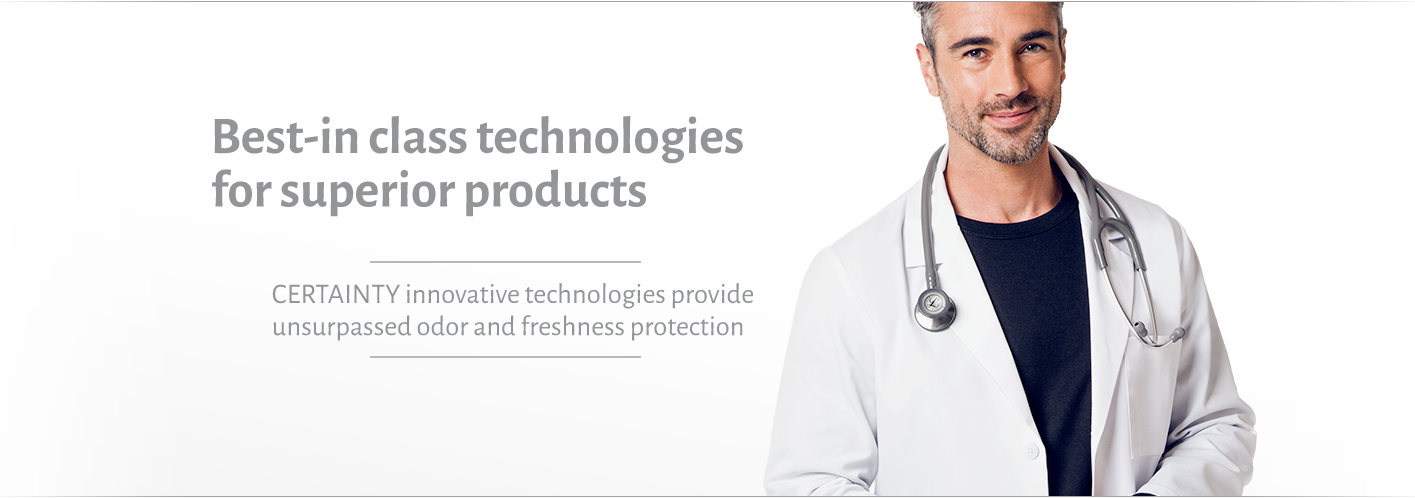 Best-in class technologies
for superior products
CERTAINTY innovative technologies provide
unsurpassed odor and freshness protection